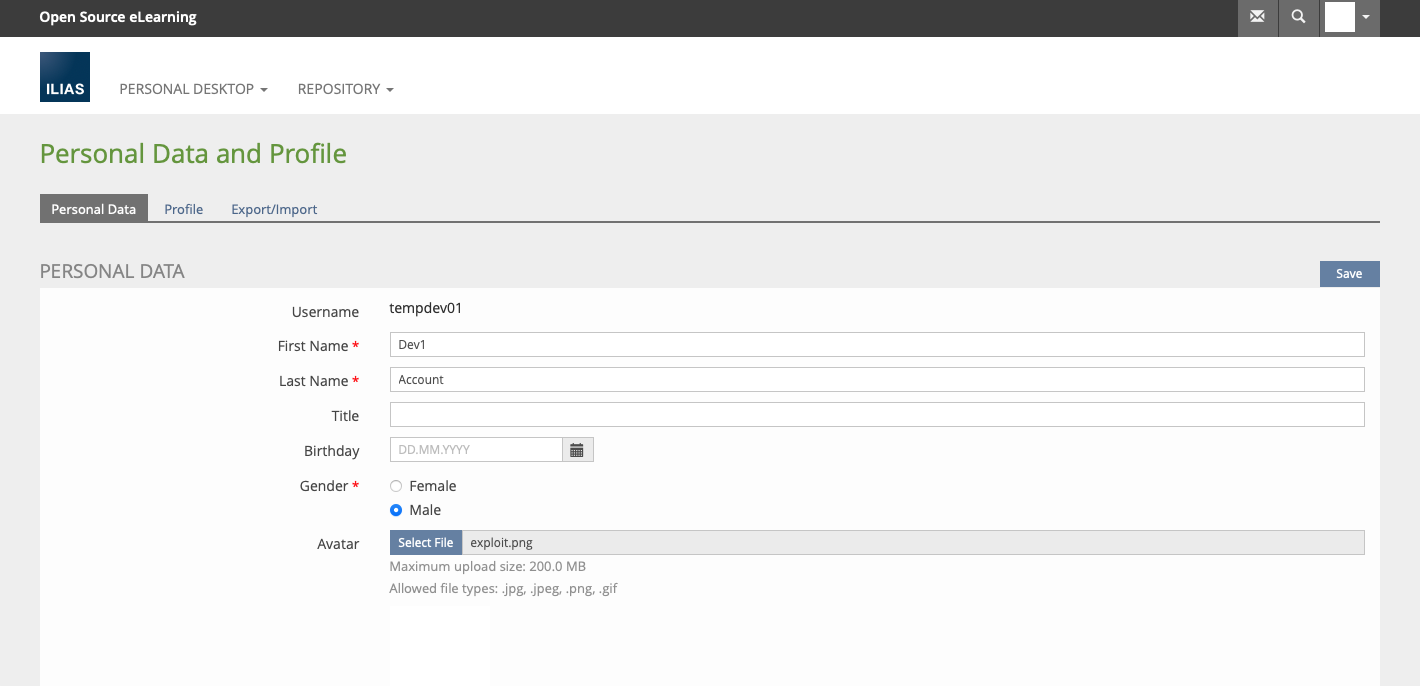 Open Source eLearning
ILIAS
PERSONAL DESKTOP REPOSITORY
Personal Data and Profile
Personal Data Profile Export/Import
PERSONAL DATA Save
Username tempdev01
First Name * Dev1
Last Name * Account
Title
Birthday DD.MM.YYYY
Gender * Female
Male
Avatar Select File exploit.png
Maximum upload size: 200.0 MB
Allowed file types: .jpg, .jpeg, .png, .gif